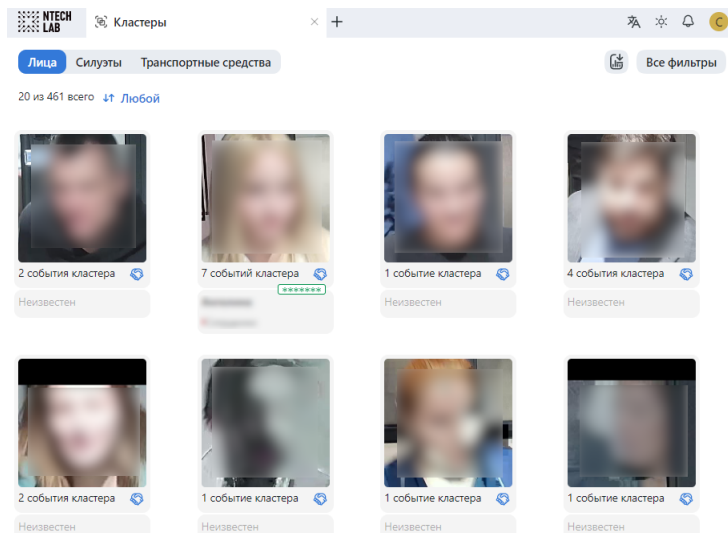 NTECH
LAB
Кластеры
Лица
Силуэты
Транспортные средства
Все фильтры
20 из 461 всего
Любой
2 события кластера
7 событий кластера
1 событие кластера
4 события кластера
Неизвестен
*******
Неизвестен
Неизвестен
2 события кластера
1 событие кластера
1 событие кластера
1 событие кластера
Неизвестен
Неизвестен
Неизвестен
Неизвестен